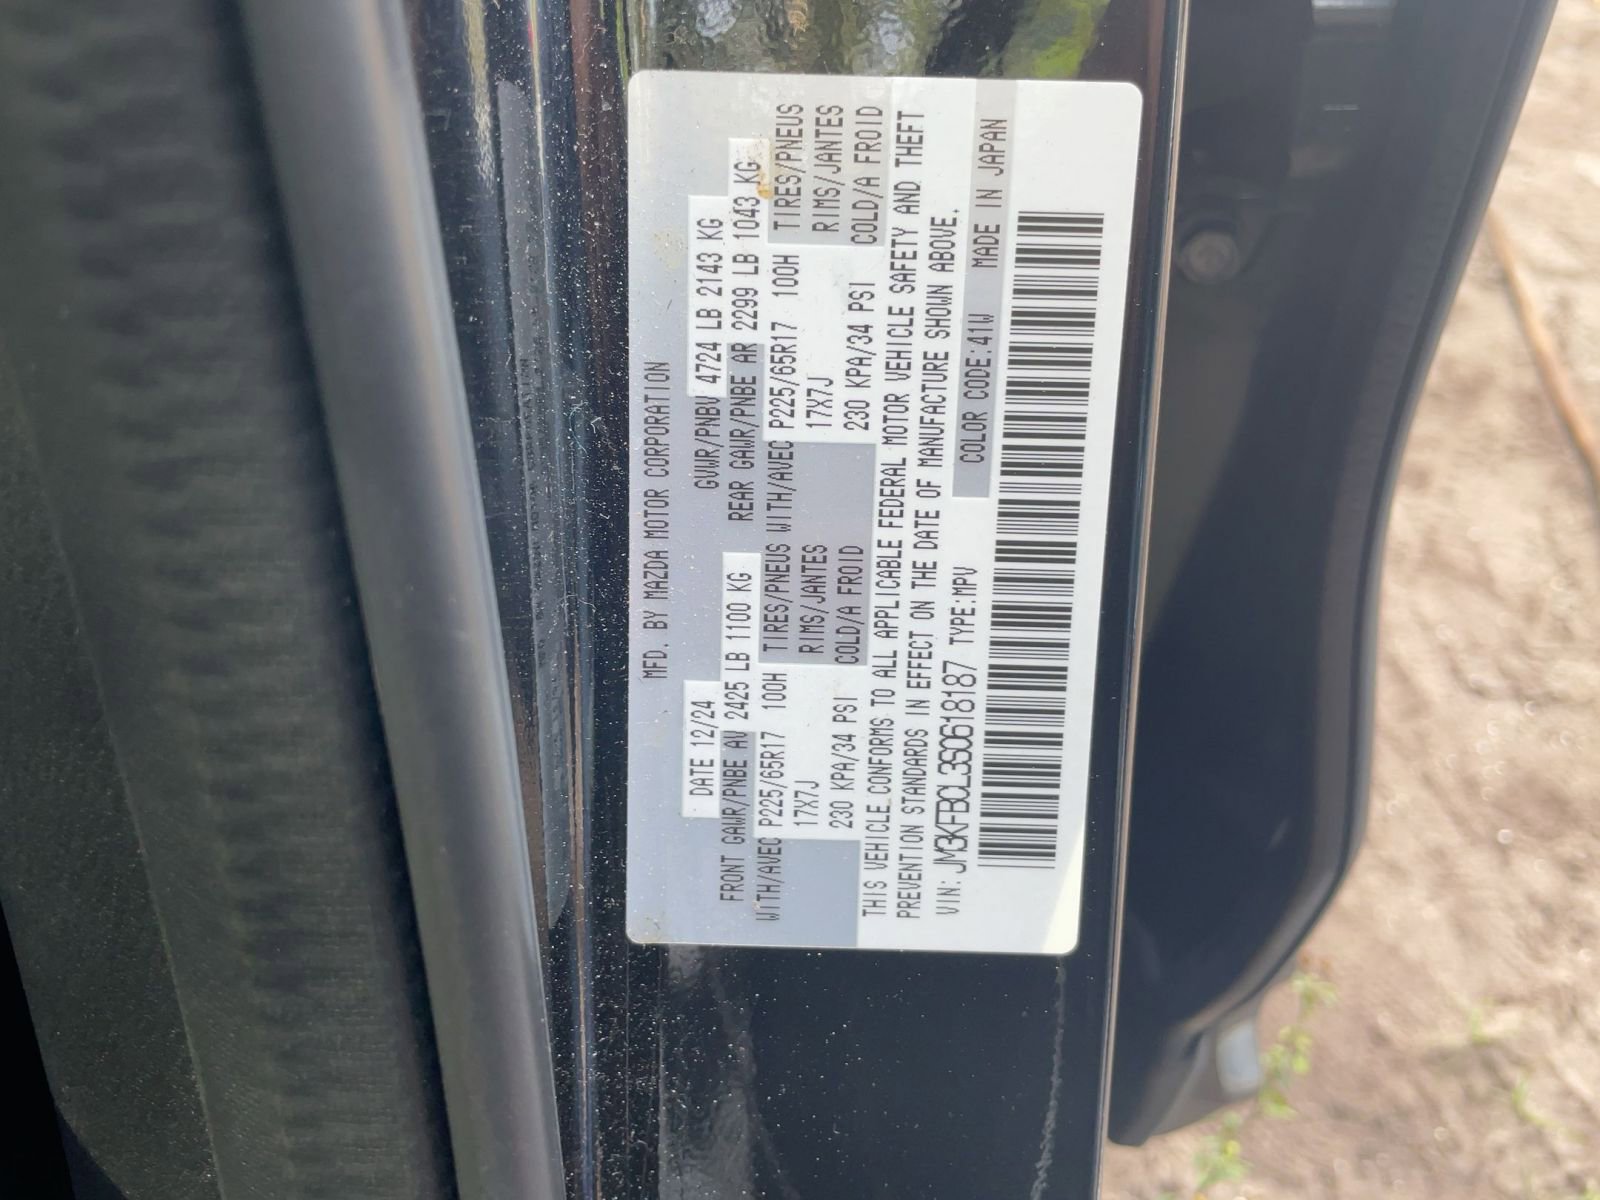 MFD. BY MAZDA MOTOR CORPORATION
DATE 12/24 GVWR/PNBV 4724 LB 2143 KG
FRONT GAWR/PNBE AV 2425 LB 1100 KG REAR GAWR/PNBE AR 2299 LB 1043 KG
WITH/AVEC P225/65R17 100H TIRES/PNEUS WITH/AVEC P225/65R17 100H TIRES/PNEUS
17X7J RIMS/JANTES 17X7J RIMS/JANTES
230 KPA/34 PSI COLD/A FROID 230 KPA/34 PSI COLD/A FROID
THIS VEHICLE CONFORMS TO ALL APPLICABLE FEDERAL MOTOR VEHICLE SAFETY AND THEFT
PREVENTION STANDARDS IN EFFECT ON THE DATE OF MANUFACTURE SHOWN ABOVE.
VIN: JM3KFBCL3S0618187 TYPE:MPV COLOR CODE:41W MADE IN JAPAN